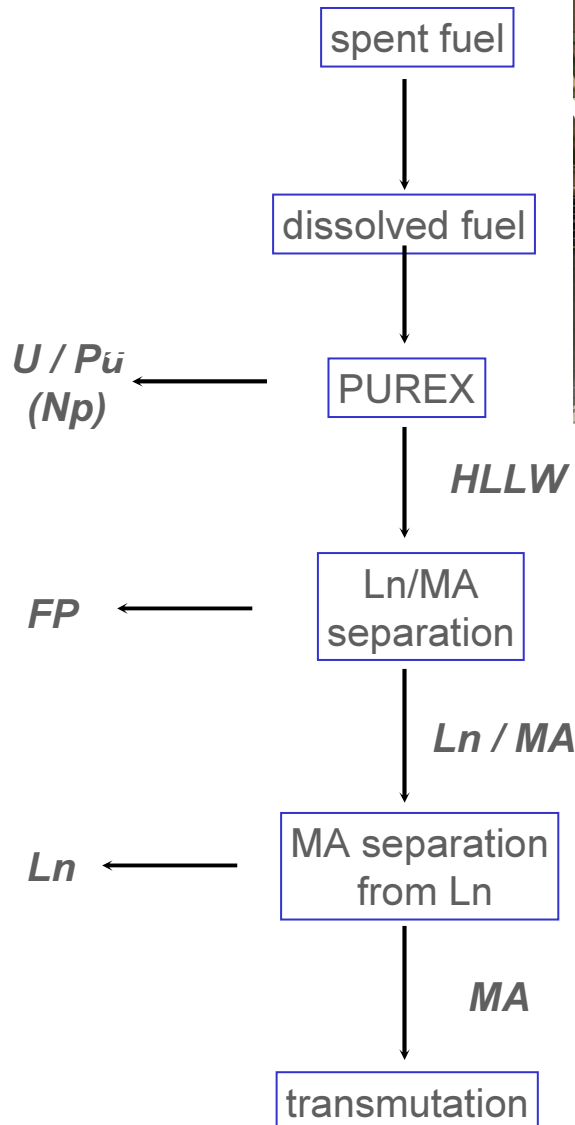 spent fuel
dissolved fuel
U / Pu
(Np)
PUREX
HLLW
FP
Ln/MA
separation
Ln / MA
Ln
MA separation
from Ln
MA
transmutation